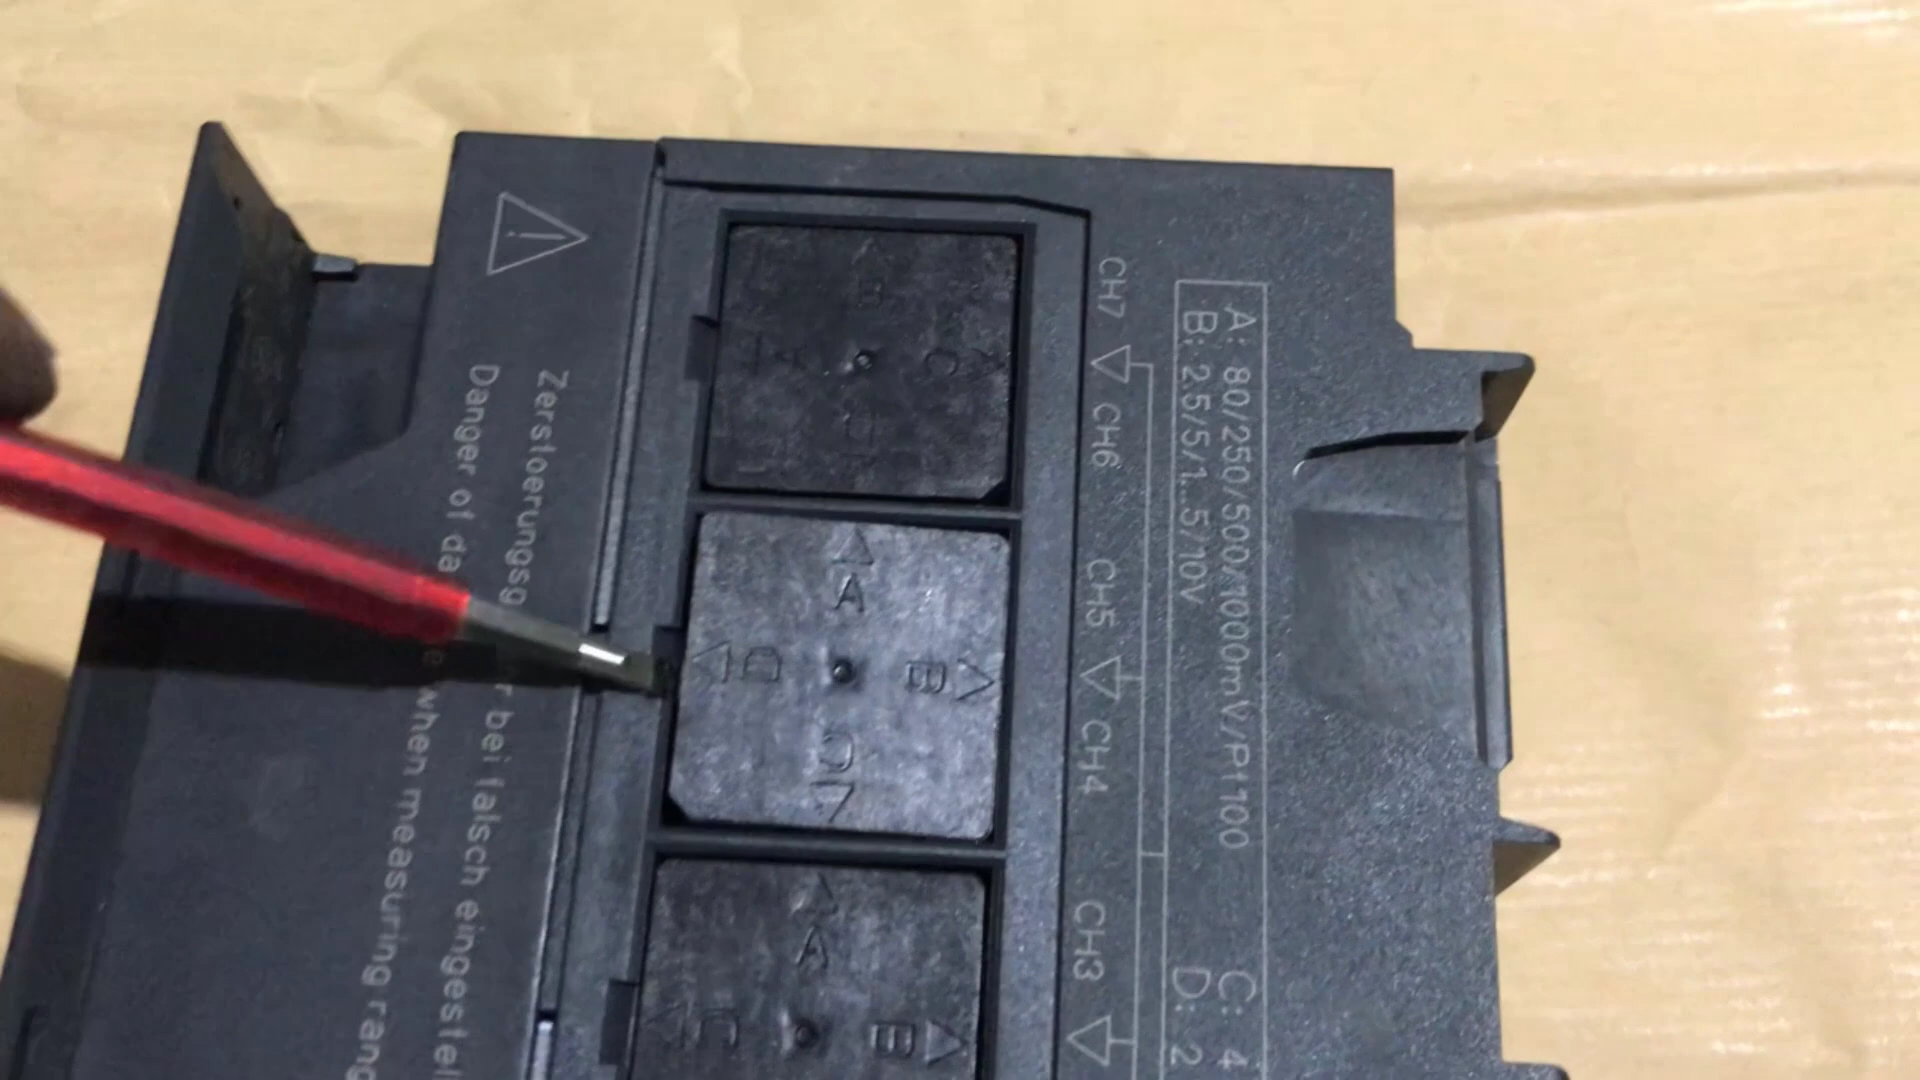 A: 80/250/500/1000mV/Pt100
C: 4
B: 2.5/5/1..5/10V
D: 2
CH7
CH6
CH5
CH4
CH3
B
C
A
D
B
A
B
Zerstoerungsg
r bei falsch eingestell
Danger of da
e when measuring rang